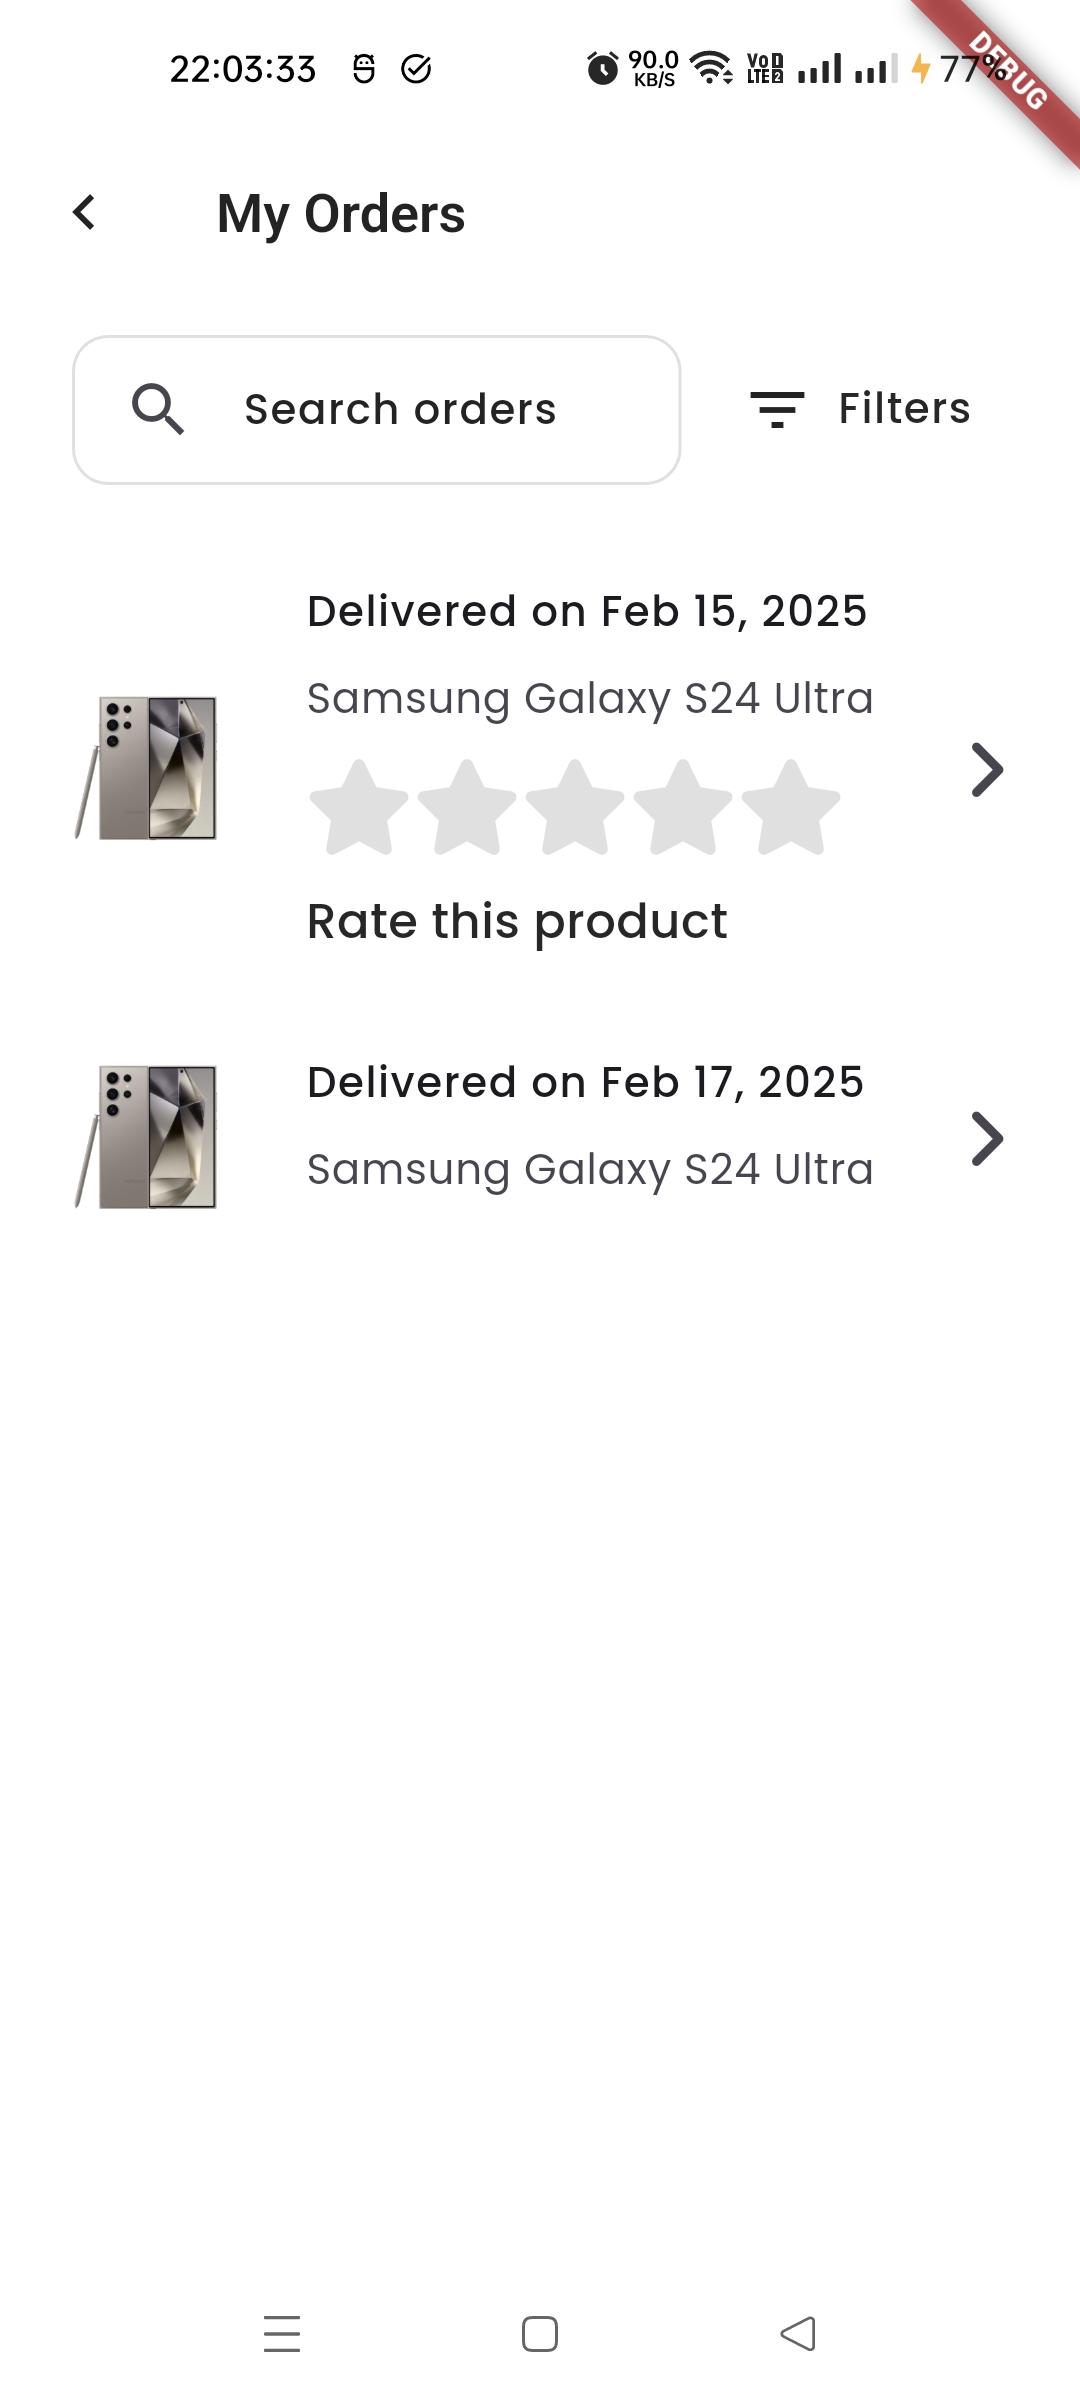 22:03:33
90.0
KB/S
Vo 1
LTE 2
77%
DEBUG
My Orders
Search orders
Filters
Delivered on Feb 15, 2025
Samsung Galaxy S24 Ultra
Rate this product
Delivered on Feb 17, 2025
Samsung Galaxy S24 Ultra